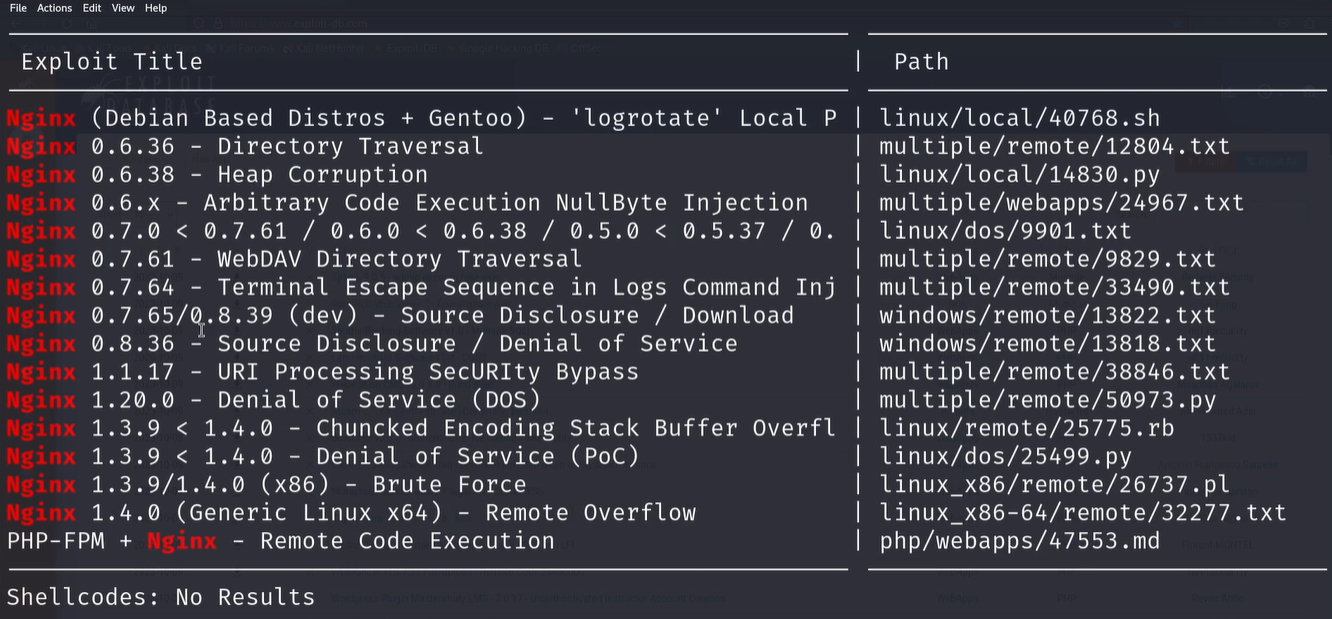 File Actions Edit View Help
Exploit Title | Path
Nginx (Debian Based Distros + Gentoo) - 'logrotate' Local P | linux/local/40768.sh
Nginx 0.6.36 - Directory Traversal | multiple/remote/12804.txt
Nginx 0.6.38 - Heap Corruption | linux/local/14830.py
Nginx 0.6.x - Arbitrary Code Execution NullByte Injection | multiple/webapps/24967.txt
Nginx 0.7.0 < 0.7.61 / 0.6.0 < 0.6.38 / 0.5.0 < 0.5.37 / 0. | linux/dos/9901.txt
Nginx 0.7.61 - WebDAV Directory Traversal | multiple/remote/9829.txt
Nginx 0.7.64 - Terminal Escape Sequence in Logs Command Inj | multiple/remote/33490.txt
Nginx 0.7.65/0.8.39 (dev) - Source Disclosure / Download | windows/remote/13822.txt
Nginx 0.8.36 - Source Disclosure / Denial of Service | windows/remote/13818.txt
Nginx 1.1.17 - URI Processing SecURIty Bypass | multiple/remote/38846.txt
Nginx 1.20.0 - Denial of Service (DOS) | multiple/remote/50973.py
Nginx 1.3.9 < 1.4.0 - Chuncked Encoding Stack Buffer Overfl | linux/remote/25775.rb
Nginx 1.3.9 < 1.4.0 - Denial of Service (PoC) | linux/dos/25499.py
Nginx 1.3.9/1.4.0 (x86) - Brute Force | linux_x86/remote/26737.pl
Nginx 1.4.0 (Generic Linux x64) - Remote Overflow | linux_x86-64/remote/32277.txt
PHP-FPM + Nginx - Remote Code Execution | php/webapps/47553.md
Shellcodes: No Results